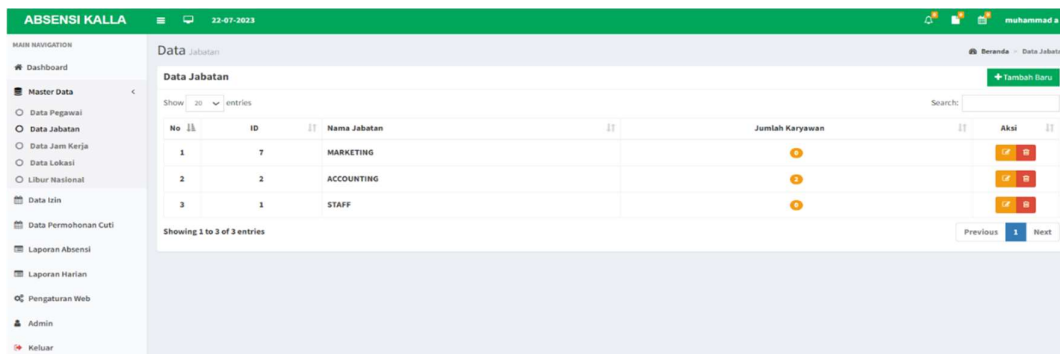 ABSENSI KALLA
22-07-2023
muhammad a
MAIN NAVIGATION
Dashboard
Master Data
Data Pegawai
Data Jabatan
Data Jam Kerja
Data Lokasi
Libur Nasional
Data Izin
Data Permohonan Cuti
Laporan Absensi
Laporan Harian
Pengaturan Web
Admin
Keluar
Data Jabatan
Beranda > Data Jabata
Data Jabatan
Tambah Baru
Show 20 entries
Search:
No ID Nama Jabatan Jumlah Karyawan Aksi
1 7 MARKETING
2 2 ACCOUNTING
3 1 STAFF
Showing 1 to 3 of 3 entries
Previous 1 Next